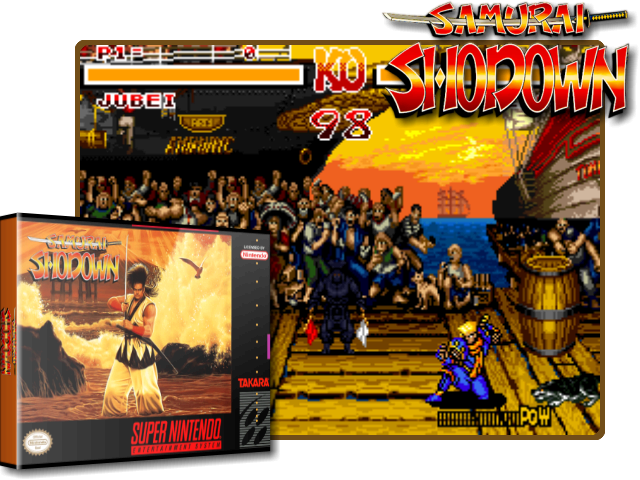 SAMURAI
SHODOWN
P1= 0
KO
JUBEI
98
SAMURAI
SHODOWN
LICENSED BY
Nintendo
TAKARA
SUPER NINTENDO
ENTERTAINMENT SYSTEM
POW